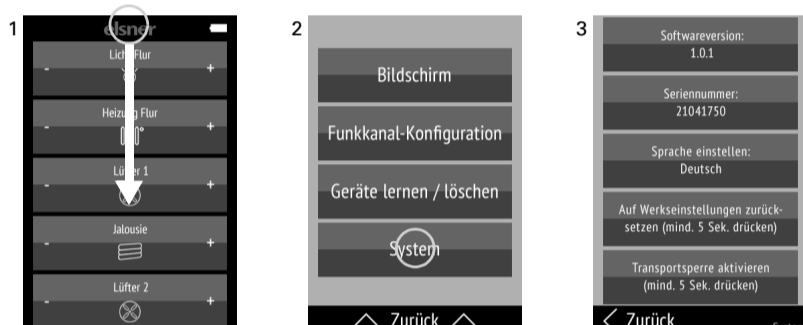 1
elsner
Licht Flur
- +
Heizung Flur
- +
Lüfter 1
- +
Jalousie
- +
Lüfter 2
- +
2
Bildschirm
Funkkanal-Konfiguration
Geräte lernen / löschen
System
Zurück
3
Softwareversion:
1.0.1
Seriennummer:
21041750
Sprache einstellen:
Deutsch
Auf Werkseinstellungen zurück-
setzen (mind. 5 Sek. drücken)
Transportsperre aktivieren
(mind. 5 Sek. drücken)
Zurück